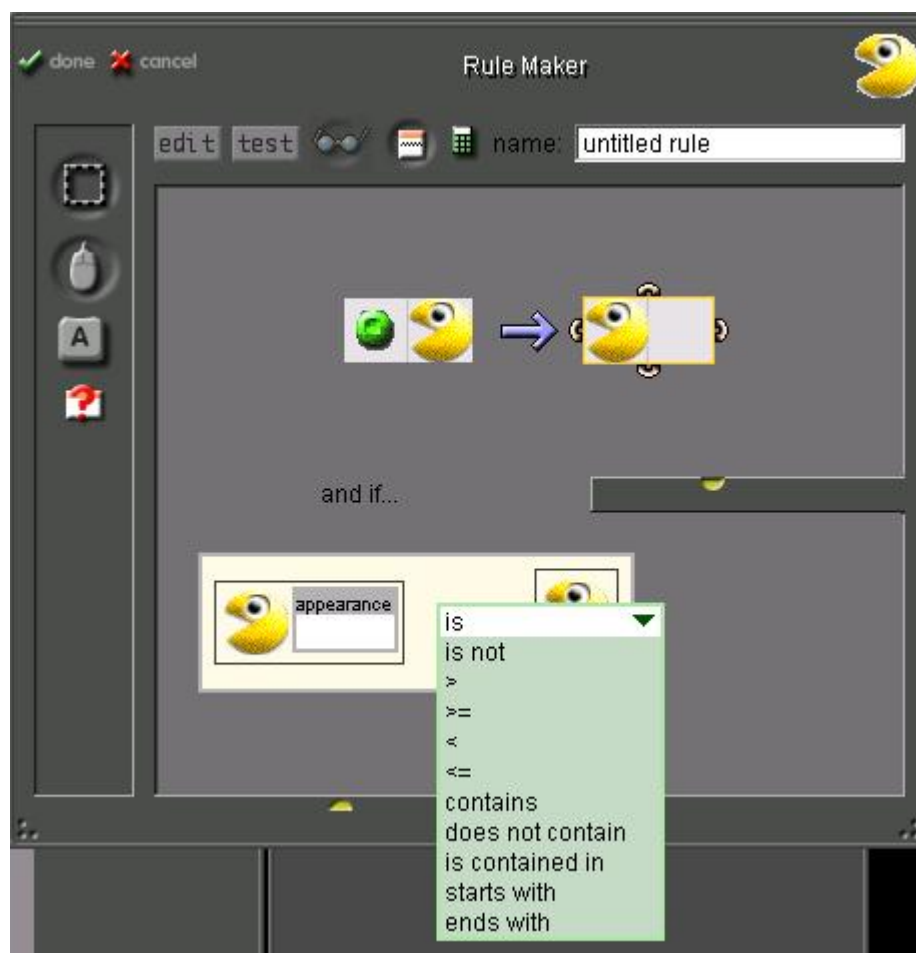 done cancel
Rule Maker
edit test name: untitled rule
A
?
and if...
appearance
is
is not
>
>=
<
<=
contains
does not contain
is contained in
starts with
ends with